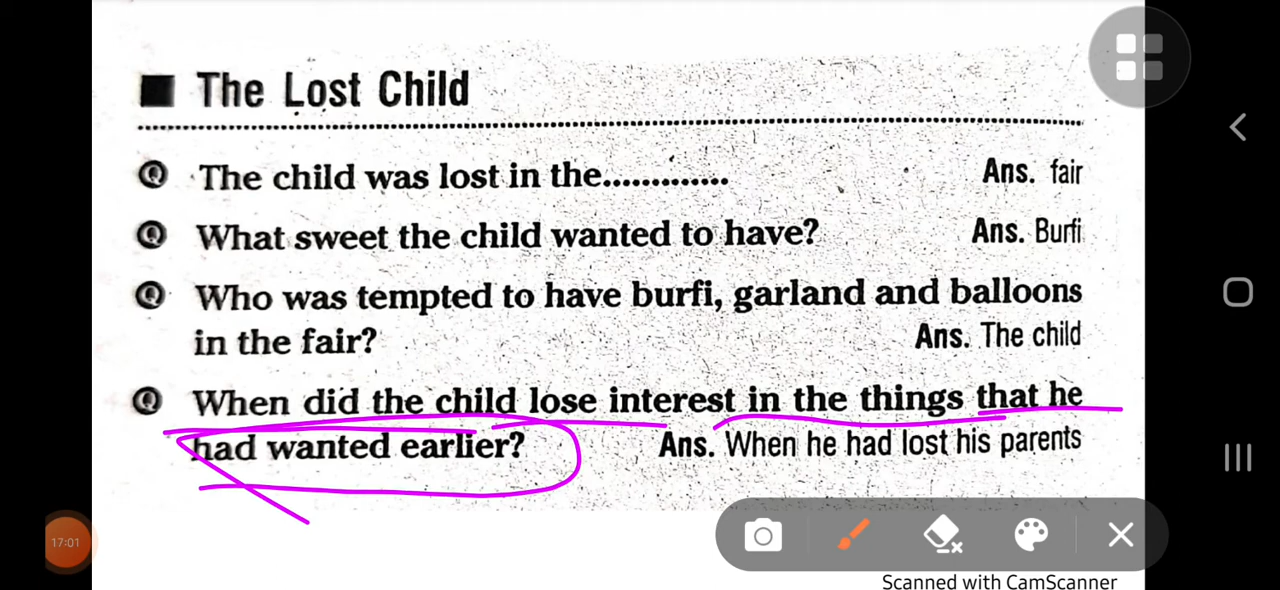 The Lost Child
Q The child was lost in the............. Ans. fair
Q What sweet the child wanted to have? Ans. Burfi
Q Who was tempted to have burfi, garland and balloons
in the fair? Ans. The child
Q When did the child lose interest in the things that he
had wanted earlier? Ans. When he had lost his parents
17:01
Scanned with CamScanner